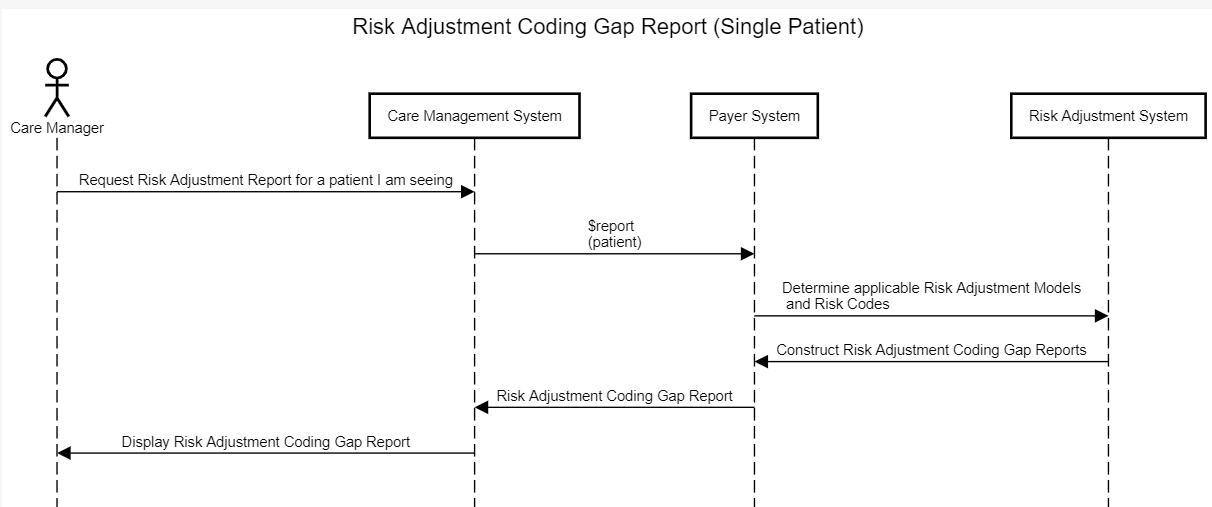 Risk Adjustment Coding Gap Report (Single Patient)
Care Manager
Care Management System
Payer System
Risk Adjustment System
Request Risk Adjustment Report for a patient I am seeing
$report
(patient)
Determine applicable Risk Adjustment Models
and Risk Codes
Construct Risk Adjustment Coding Gap Reports
Risk Adjustment Coding Gap Report
Display Risk Adjustment Coding Gap Report